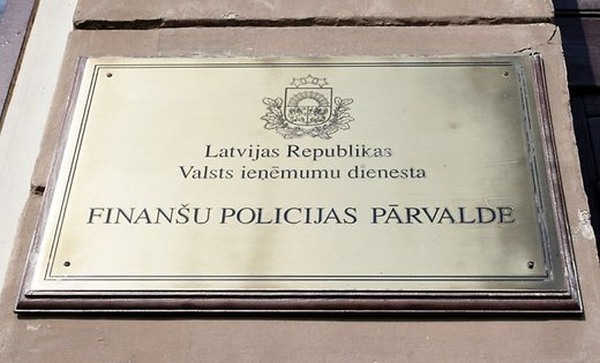 Latvijas Republikas
Valsts ieņēmumu dienesta
FINANŠU POLICIJAS PĀRVALDE